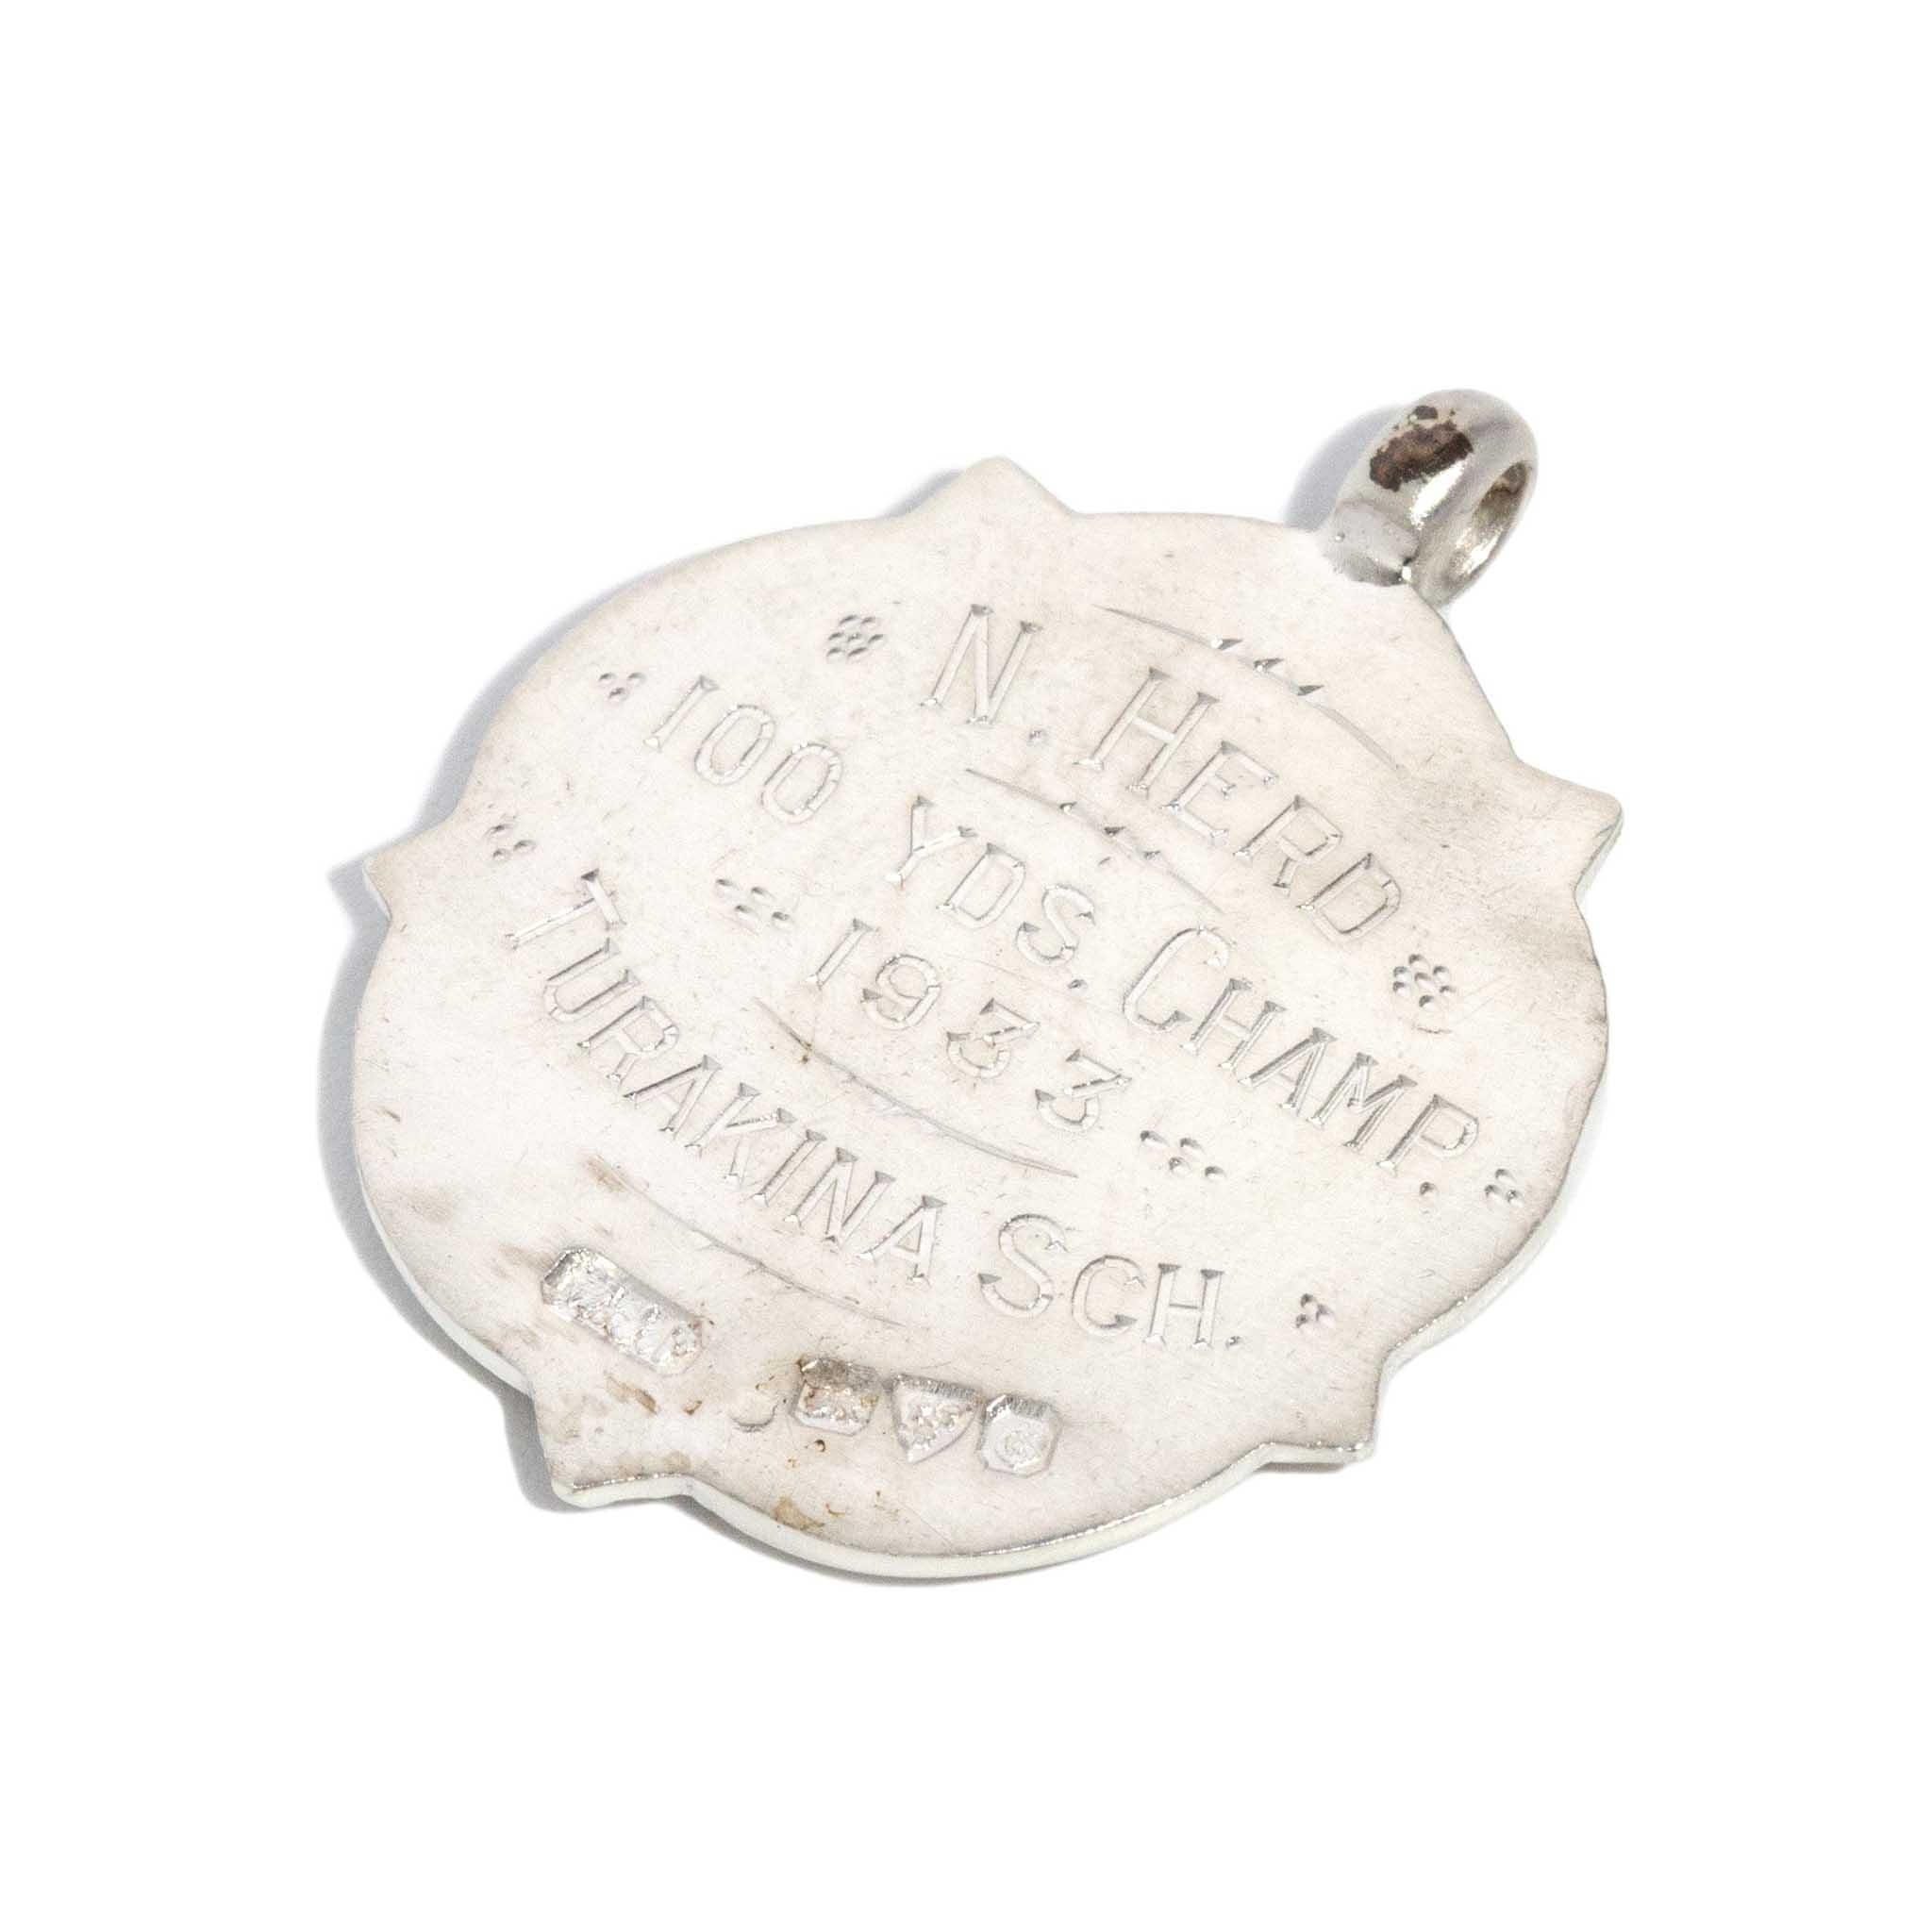 N. HERD
100 YDS. CHAMP.
1933
TURAKINA SCH.